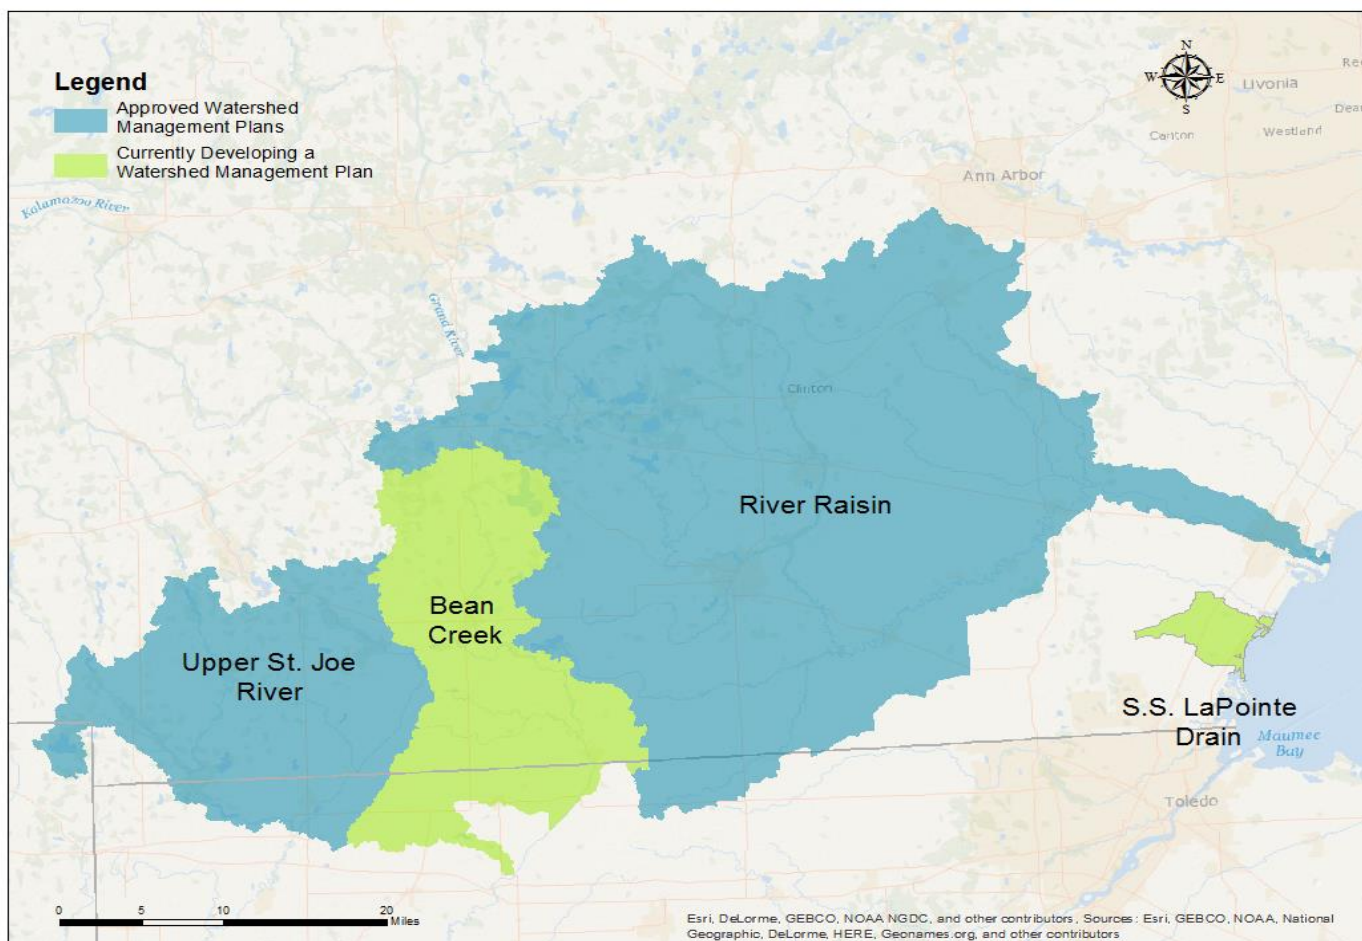 Legend
Approved Watershed
Management Plans
Currently Developing a
Watershed Management Plan
N
W E
S
Livonia
Canton
Westland
Ann Arbor
Kalamazoo River
Grand River
Clinton
River Raisin
Bean
Creek
Upper St. Joe
River
S.S. LaPointe
Drain
Maumee
Bay
Toledo
0 5 10 20
Miles
Esri, DeLorme, GEBCO, NOAA NGDC, and other contributors, Sources: Esri, GEBCO, NOAA, National
Geographic, DeLorme, HERE, Geonames.org, and other contributors